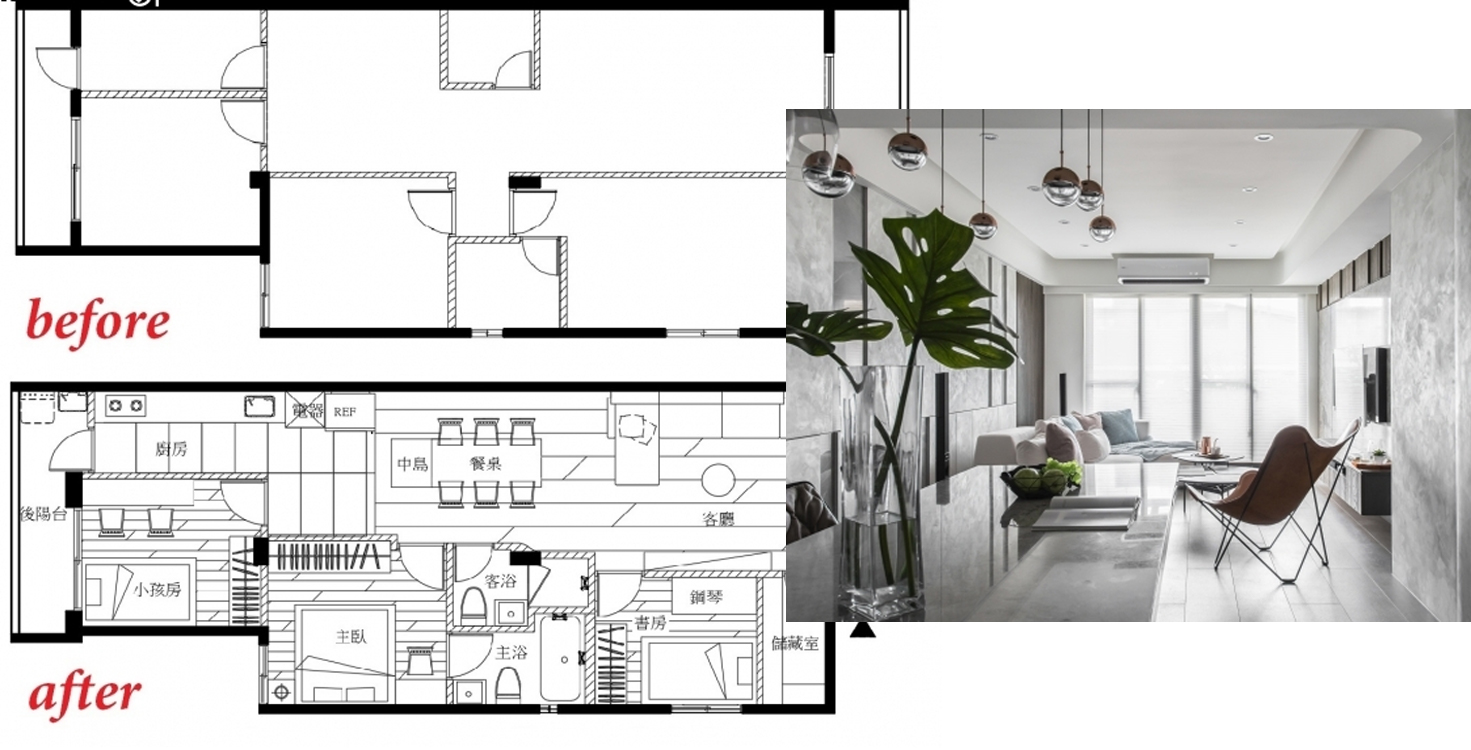 before
電器 REF
廚房
中島 餐桌
後陽台
客廳
小孩房
客浴
鋼琴
主臥
書房
主浴
儲藏室
after